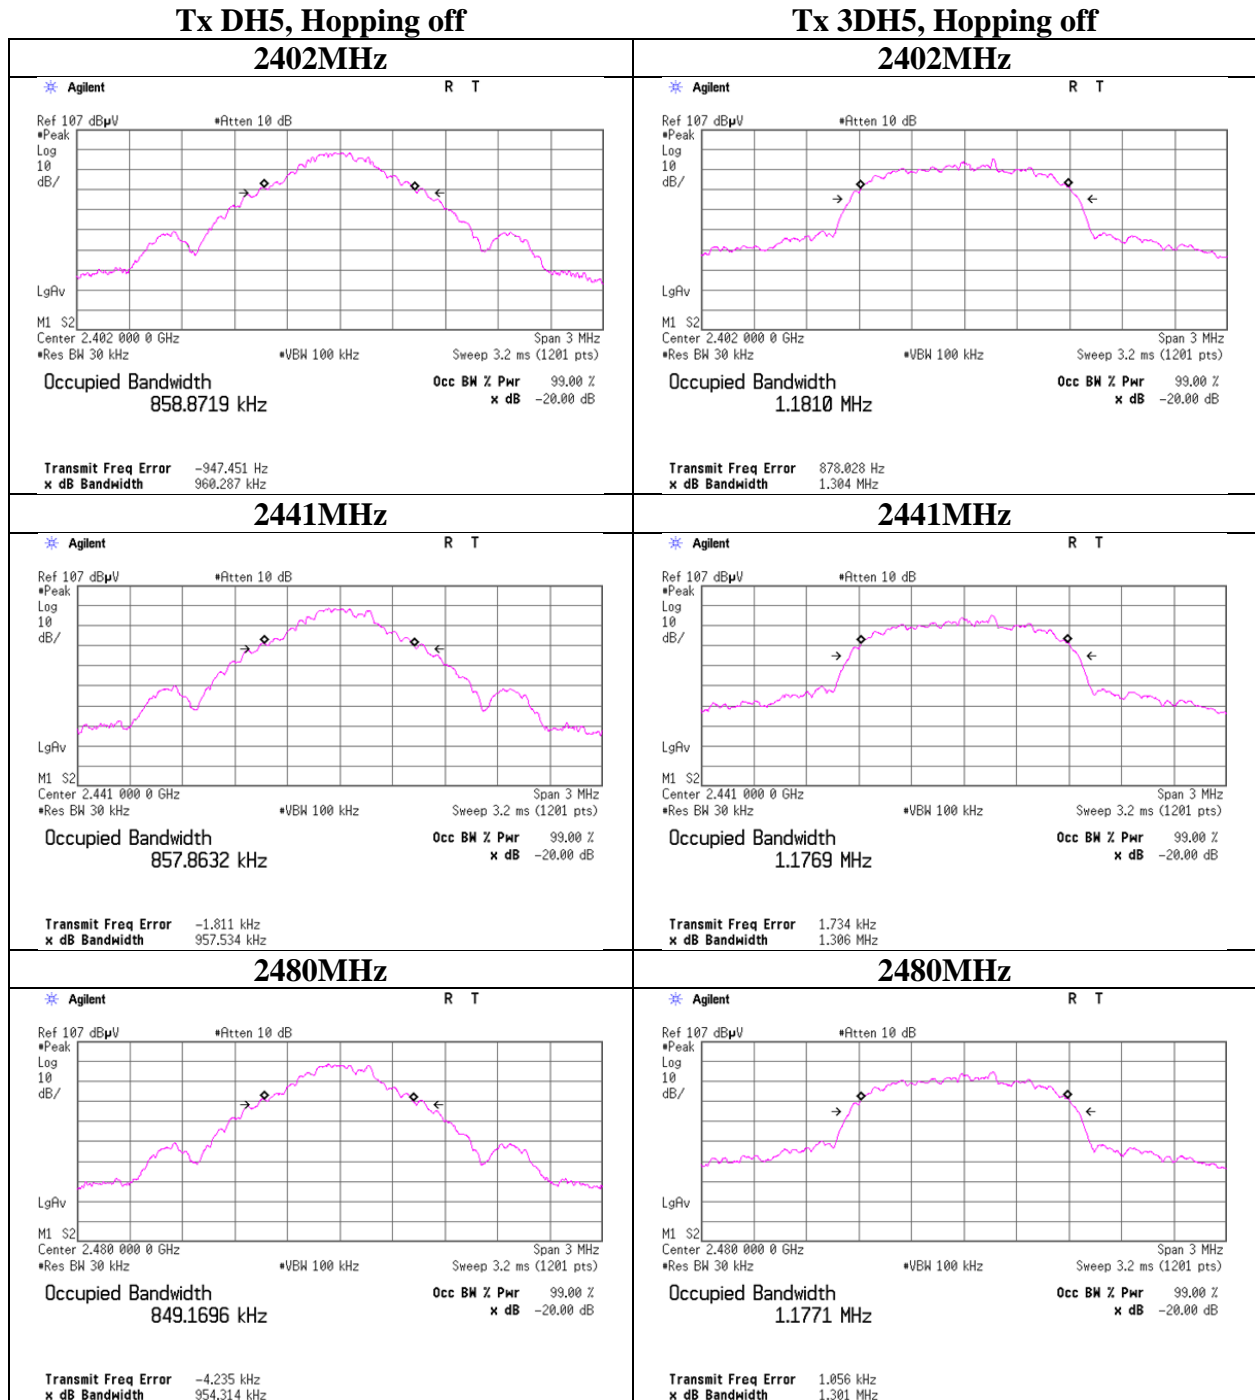 Tx DH5, Hopping off
Tx 3DH5, Hopping off
2402MHz
2402MHz
Agilent
R T
Ref 107 dBµV
#Atten 10 dB
#Peak
Log
10
dB/
LgAv
M1 S2
Center 2.402 000 0 GHz
Span 3 MHz
#Res BW 30 kHz
#VBW 100 kHz
Sweep 3.2 ms (1201 pts)
Occupied Bandwidth
858.8719 kHz
Occ BW % Pwr 99.00 %
x dB -20.00 dB
Transmit Freq Error -947.451 Hz
x dB Bandwidth 960.287 kHz
Agilent
R T
Ref 107 dBµV
#Atten 10 dB
#Peak
Log
10
dB/
LgAv
M1 S2
Center 2.402 000 0 GHz
Span 3 MHz
#Res BW 30 kHz
#VBW 100 kHz
Sweep 3.2 ms (1201 pts)
Occupied Bandwidth
1.1810 MHz
Occ BW % Pwr 99.00 %
x dB -20.00 dB
Transmit Freq Error 878.028 Hz
x dB Bandwidth 1.304 MHz
2441MHz
2441MHz
Agilent
R T
Ref 107 dBµV
#Atten 10 dB
#Peak
Log
10
dB/
LgAv
M1 S2
Center 2.441 000 0 GHz
Span 3 MHz
#Res BW 30 kHz
#VBW 100 kHz
Sweep 3.2 ms (1201 pts)
Occupied Bandwidth
857.8632 kHz
Occ BW % Pwr 99.00 %
x dB -20.00 dB
Transmit Freq Error -1.811 kHz
x dB Bandwidth 957.534 kHz
Agilent
R T
Ref 107 dBµV
#Atten 10 dB
#Peak
Log
10
dB/
LgAv
M1 S2
Center 2.441 000 0 GHz
Span 3 MHz
#Res BW 30 kHz
#VBW 100 kHz
Sweep 3.2 ms (1201 pts)
Occupied Bandwidth
1.1769 MHz
Occ BW % Pwr 99.00 %
x dB -20.00 dB
Transmit Freq Error 1.734 kHz
x dB Bandwidth 1.306 MHz
2480MHz
2480MHz
Agilent
R T
Ref 107 dBµV
#Atten 10 dB
#Peak
Log
10
dB/
LgAv
M1 S2
Center 2.480 000 0 GHz
Span 3 MHz
#Res BW 30 kHz
#VBW 100 kHz
Sweep 3.2 ms (1201 pts)
Occupied Bandwidth
849.1696 kHz
Occ BW % Pwr 99.00 %
x dB -20.00 dB
Transmit Freq Error -4.235 kHz
x dB Bandwidth 954.314 kHz
Agilent
R T
Ref 107 dBµV
#Atten 10 dB
#Peak
Log
10
dB/
LgAv
M1 S2
Center 2.480 000 0 GHz
Span 3 MHz
#Res BW 30 kHz
#VBW 100 kHz
Sweep 3.2 ms (1201 pts)
Occupied Bandwidth
1.1771 MHz
Occ BW % Pwr 99.00 %
x dB -20.00 dB
Transmit Freq Error 1.056 kHz
x dB Bandwidth 1.301 MHz